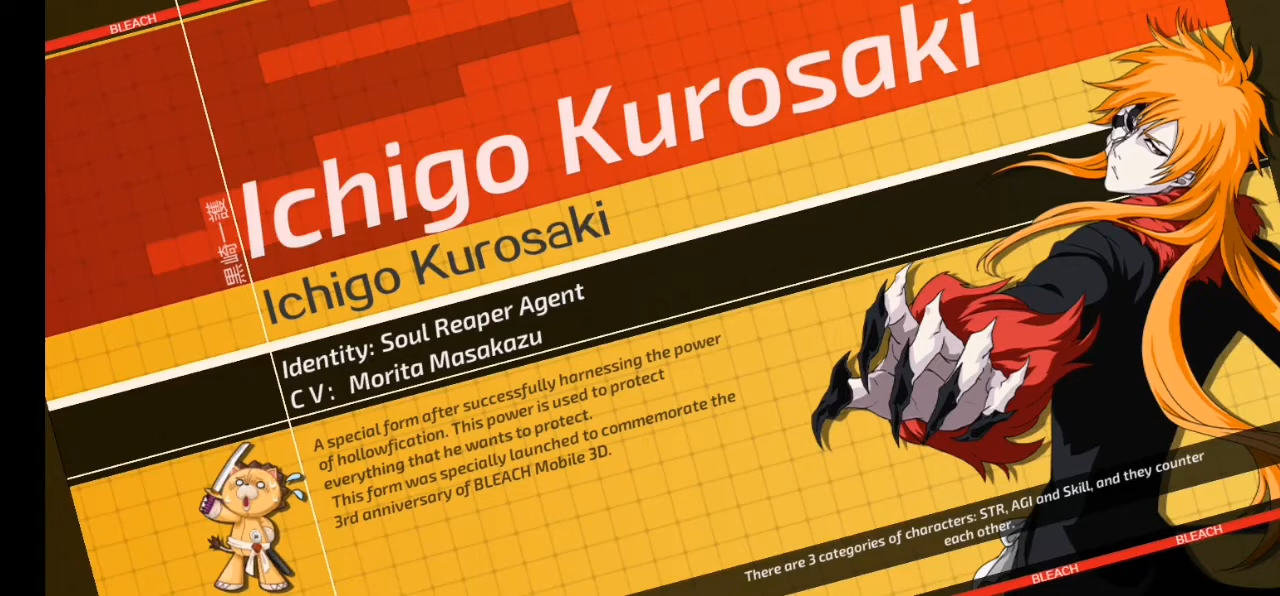 BLEACH
Ichigo Kurosaki
黒崎一護
Ichigo Kurosaki
Identity: Soul Reaper Agent
CV: Morita Masakazu
A special form after successfully harnessing the power
of hollowfication. This power is used to protect
everything that he wants to protect.
This form was specially launched to commemorate the
3rd anniversary of BLEACH Mobile 3D.
There are 3 categories of characters: STR, AGI and Skill, and they counter
each other.
BLEACH
BLEACH